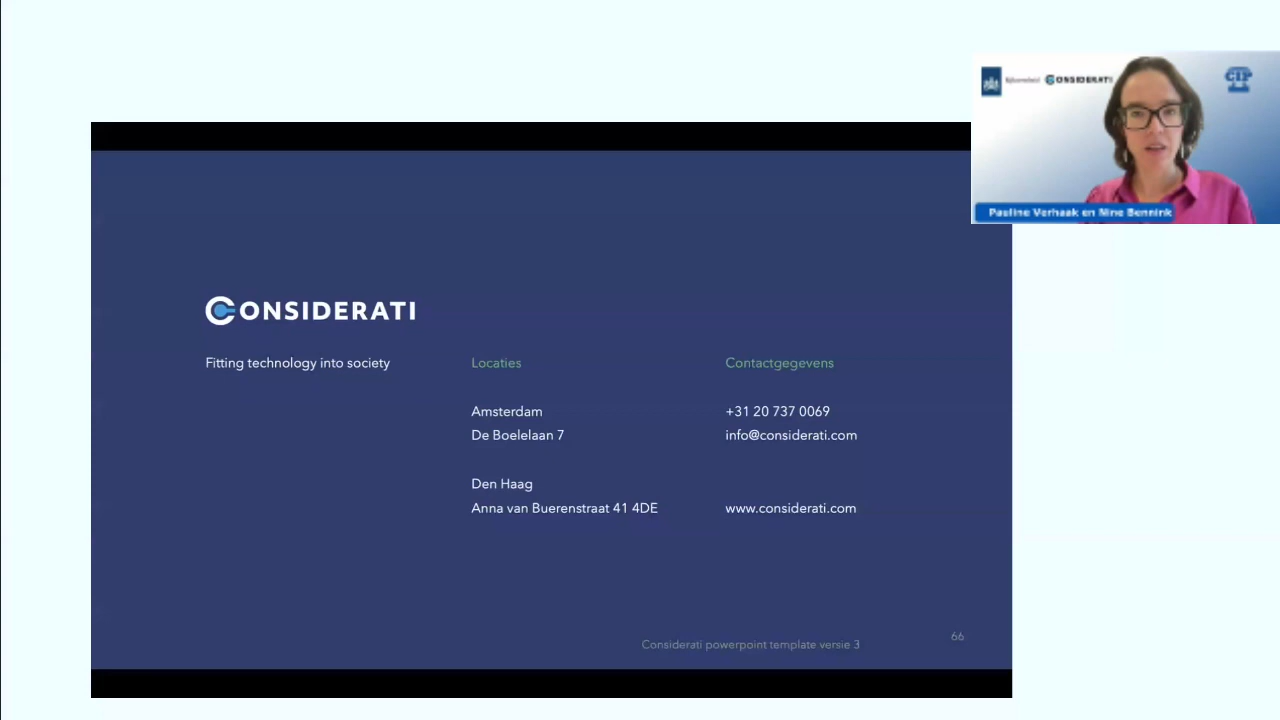 CONSIDERATI
CIP
Pauline Verhaak en Nine Bennink
CONSIDERATI
Fitting technology into society
Locaties
Contactgegevens
Amsterdam
+31 20 737 0069
De Boelelaan 7
info@considerati.com
Den Haag
Anna van Buerenstraat 41 4DE
www.considerati.com
Considerati powerpoint template versie 3
66